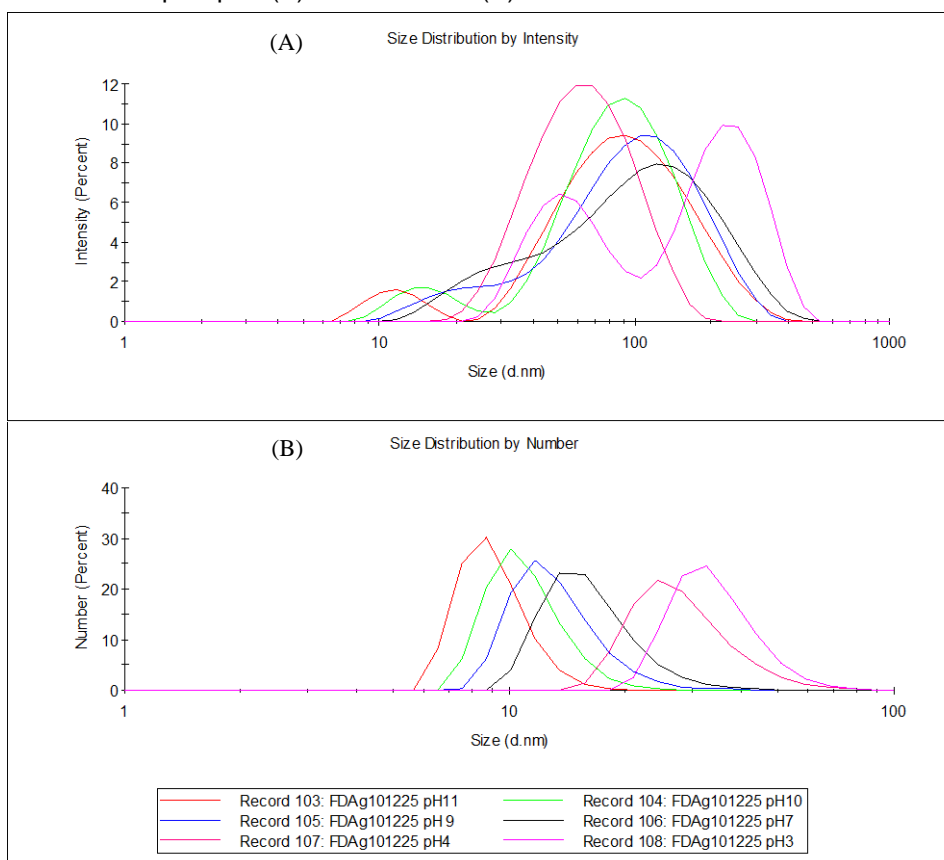 (A)
Size Distribution by Intensity
12
10
8
6
4
2
0
Intensity (Percent)
1
10
100
1000
Size (d.nm)
(B)
Size Distribution by Number
40
30
20
10
0
Number (Percent)
1
10
100
Size (d.nm)
Record 103: FDAg101225 pH11
Record 104: FDAg101225 pH10
Record 105: FDAg101225 pH 9
Record 106: FDAg101225 pH7
Record 107: FDAg101225 pH4
Record 108: FDAg101225 pH3